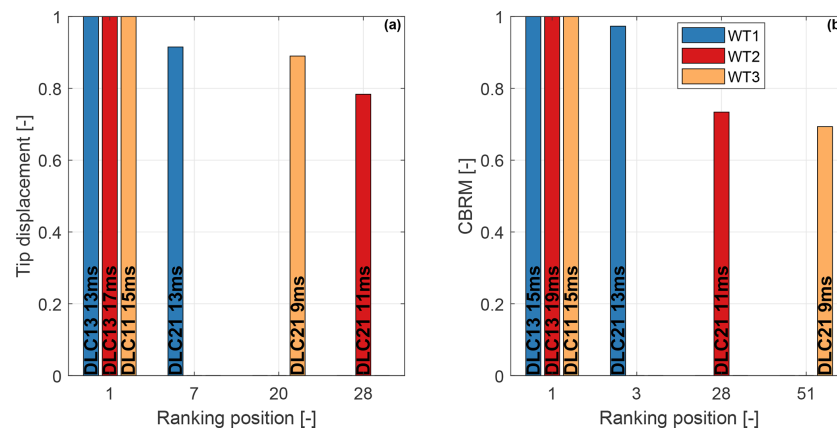 (a)
Tip displacement [-]
1
0.8
0.6
0.4
0.2
0
DLC13 13ms
DLC13 17ms
DLC11 15ms
DLC21 13ms
DLC21 9ms
DLC21 11ms
1 7 20 28
Ranking position [-]
(b
WT1
WT2
WT3
CBRM [-]
1
0.8
0.6
0.4
0.2
0
DLC13 15ms
DLC13 19ms
DLC11 15ms
DLC21 13ms
DLC21 11ms
DLC21 9ms
1 3 28 51
Ranking position [-]